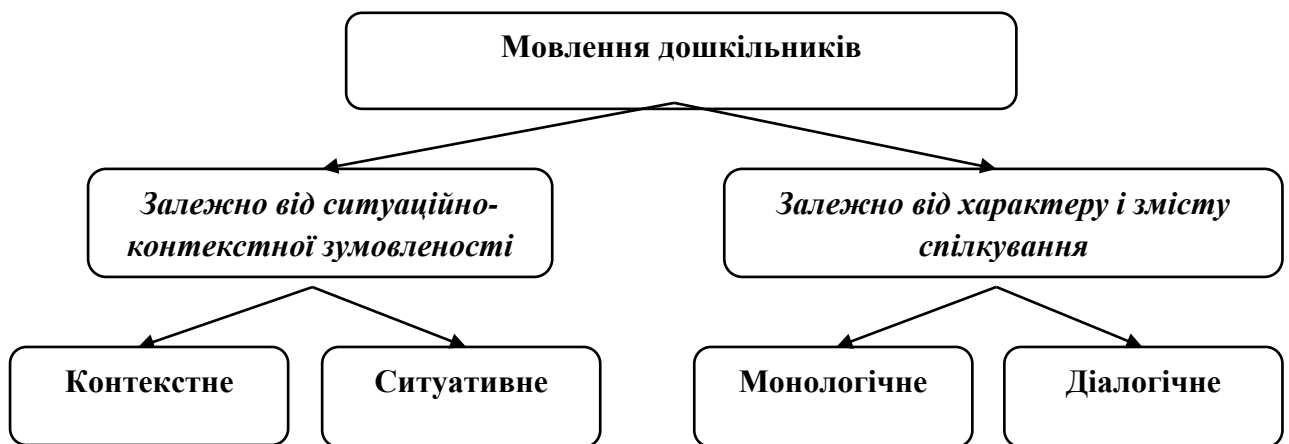 Мовлення дошкільників
Залежно від ситуаційно-
контекстної зумовленості
Залежно від характеру і змісту
спілкування
Контекстне
Ситуативне
Монологічне
Діалогічне